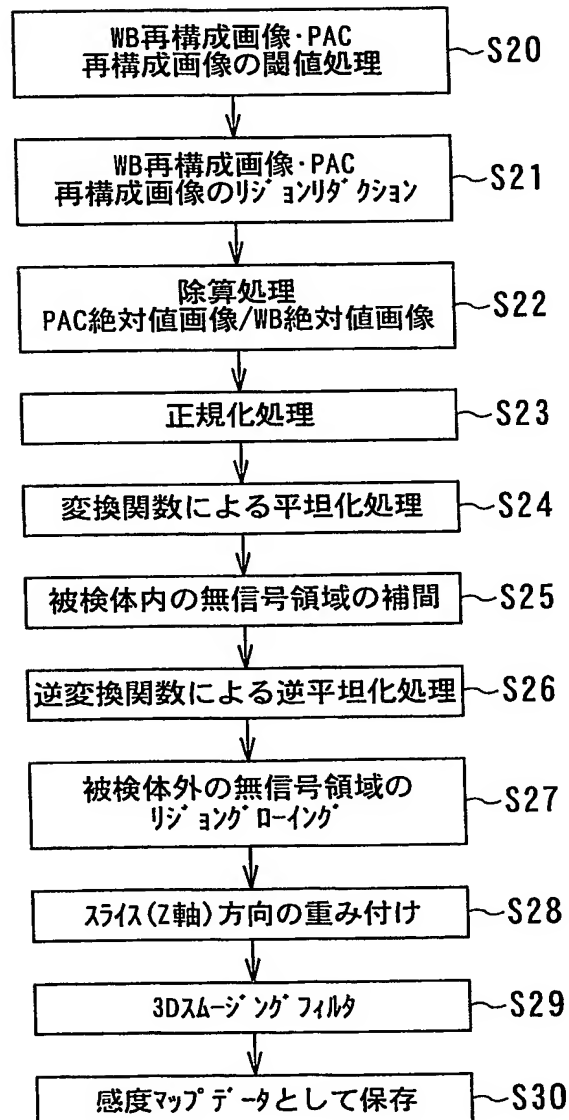 WB再構成画像･PAC
再構成画像の閾値処理
S20
WB再構成画像･PAC
再構成画像のﾘｼﾞｮﾝﾘﾀﾞｸｼｮﾝ
S21
除算処理
PAC絶対値画像/WB絶対値画像
S22
正規化処理
S23
変換関数による平坦化処理
S24
被検体内の無信号領域の補間
S25
逆変換関数による逆平坦化処理
S26
被検体外の無信号領域の
ﾘｼﾞｮﾝｸﾞﾛｰｲﾝｸﾞ
S27
ｽﾗｲｽ(Z軸)方向の重み付け
S28
3Dｽﾑｰｼﾞﾝｸﾞﾌｨﾙﾀ
S29
感度ﾏｯﾌﾟﾃﾞｰﾀとして保存
S30